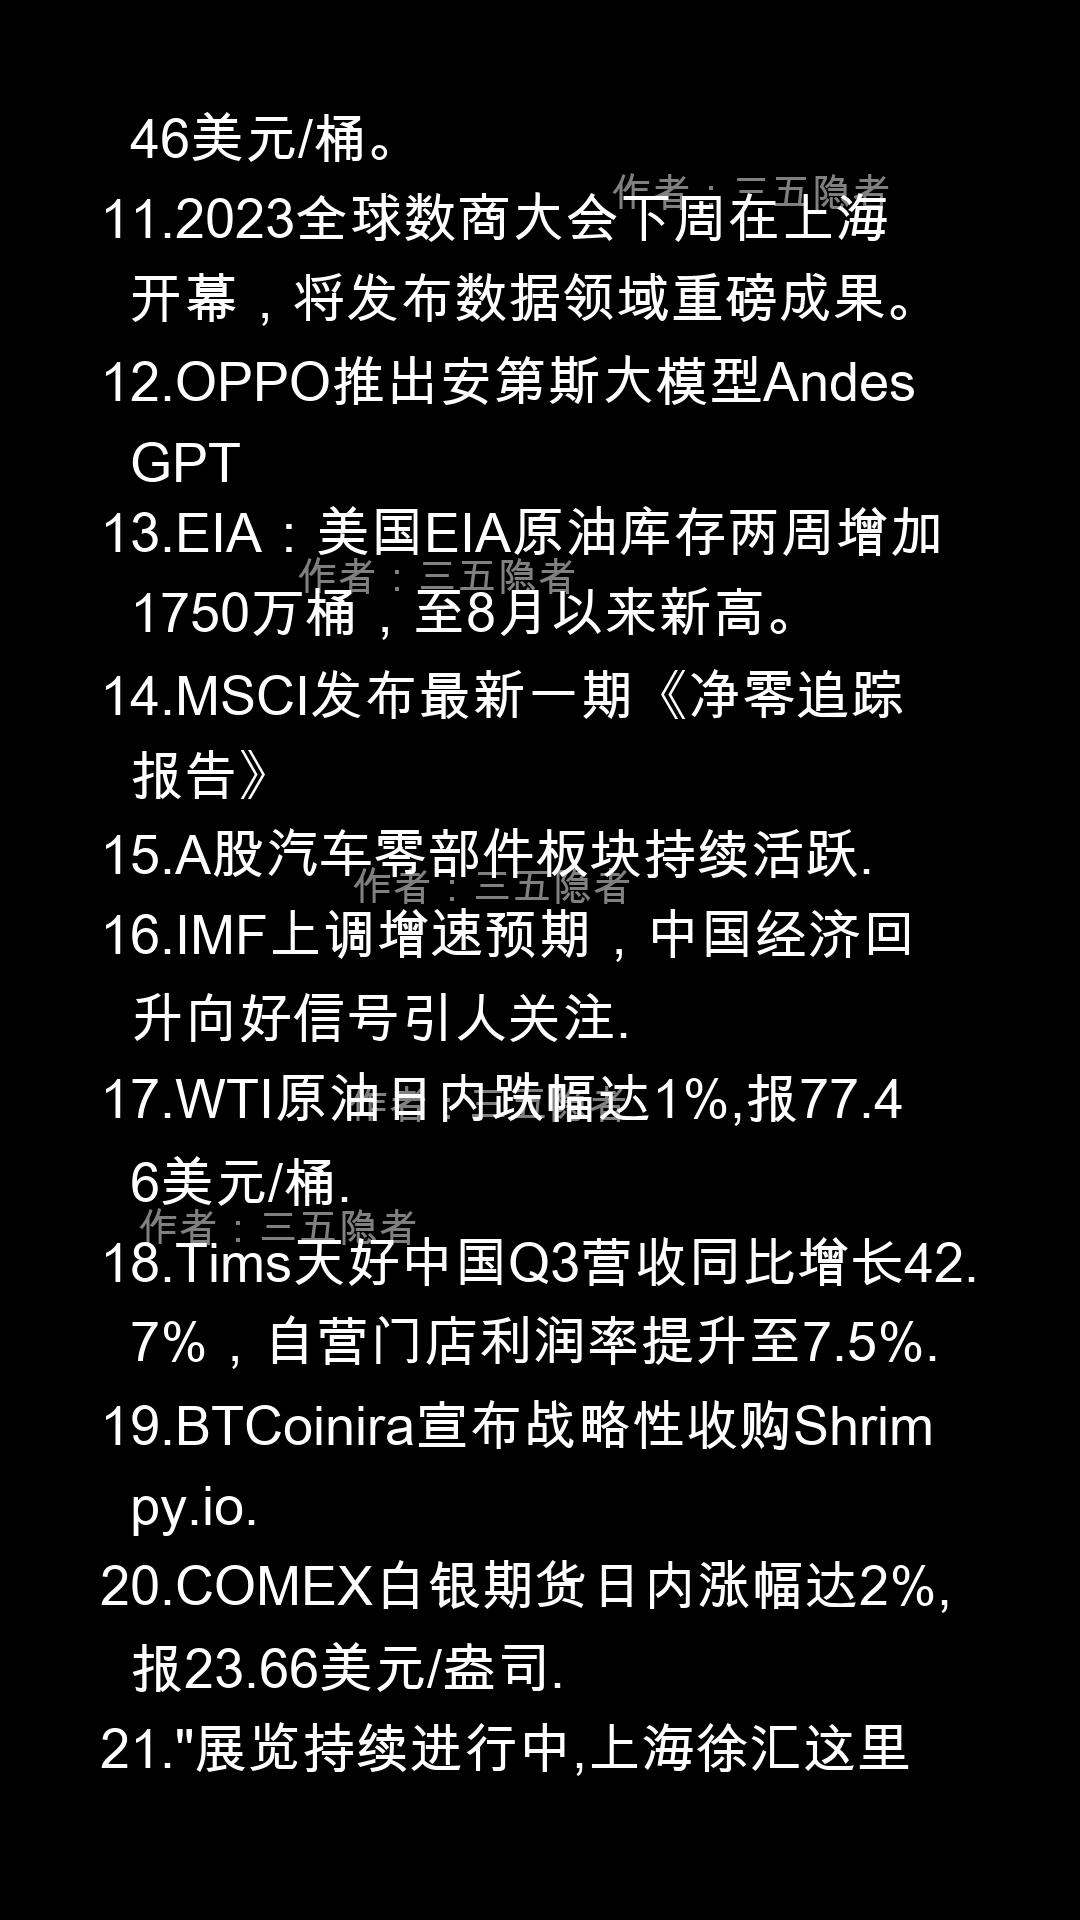 46美元/桶。
作者：三五隐者
11.2023全球数商大会下周在上海
开幕，将发布数据领域重磅成果。
12.OPPO推出安第斯大模型Andes
GPT
13.EIA：美国EIA原油库存两周增加
作者：三五隐者
1750万桶，至8月以来新高。
14.MSCI发布最新一期《净零追踪
报告》
15.A股汽车零部件板块持续活跃.
作者：三五隐者
16.IMF上调增速预期，中国经济回
升向好信号引人关注.
17.WTI原油日内跌幅达1%,报77.4
作者：三五隐者
6美元/桶.
作者：三五隐者
18.Tims天好中国Q3营收同比增长42.
7%，自营门店利润率提升至7.5%.
19.BTCoinira宣布战略性收购Shrim
py.io.
20.COMEX白银期货日内涨幅达2%,
报23.66美元/盎司.
21."展览持续进行中,上海徐汇这里